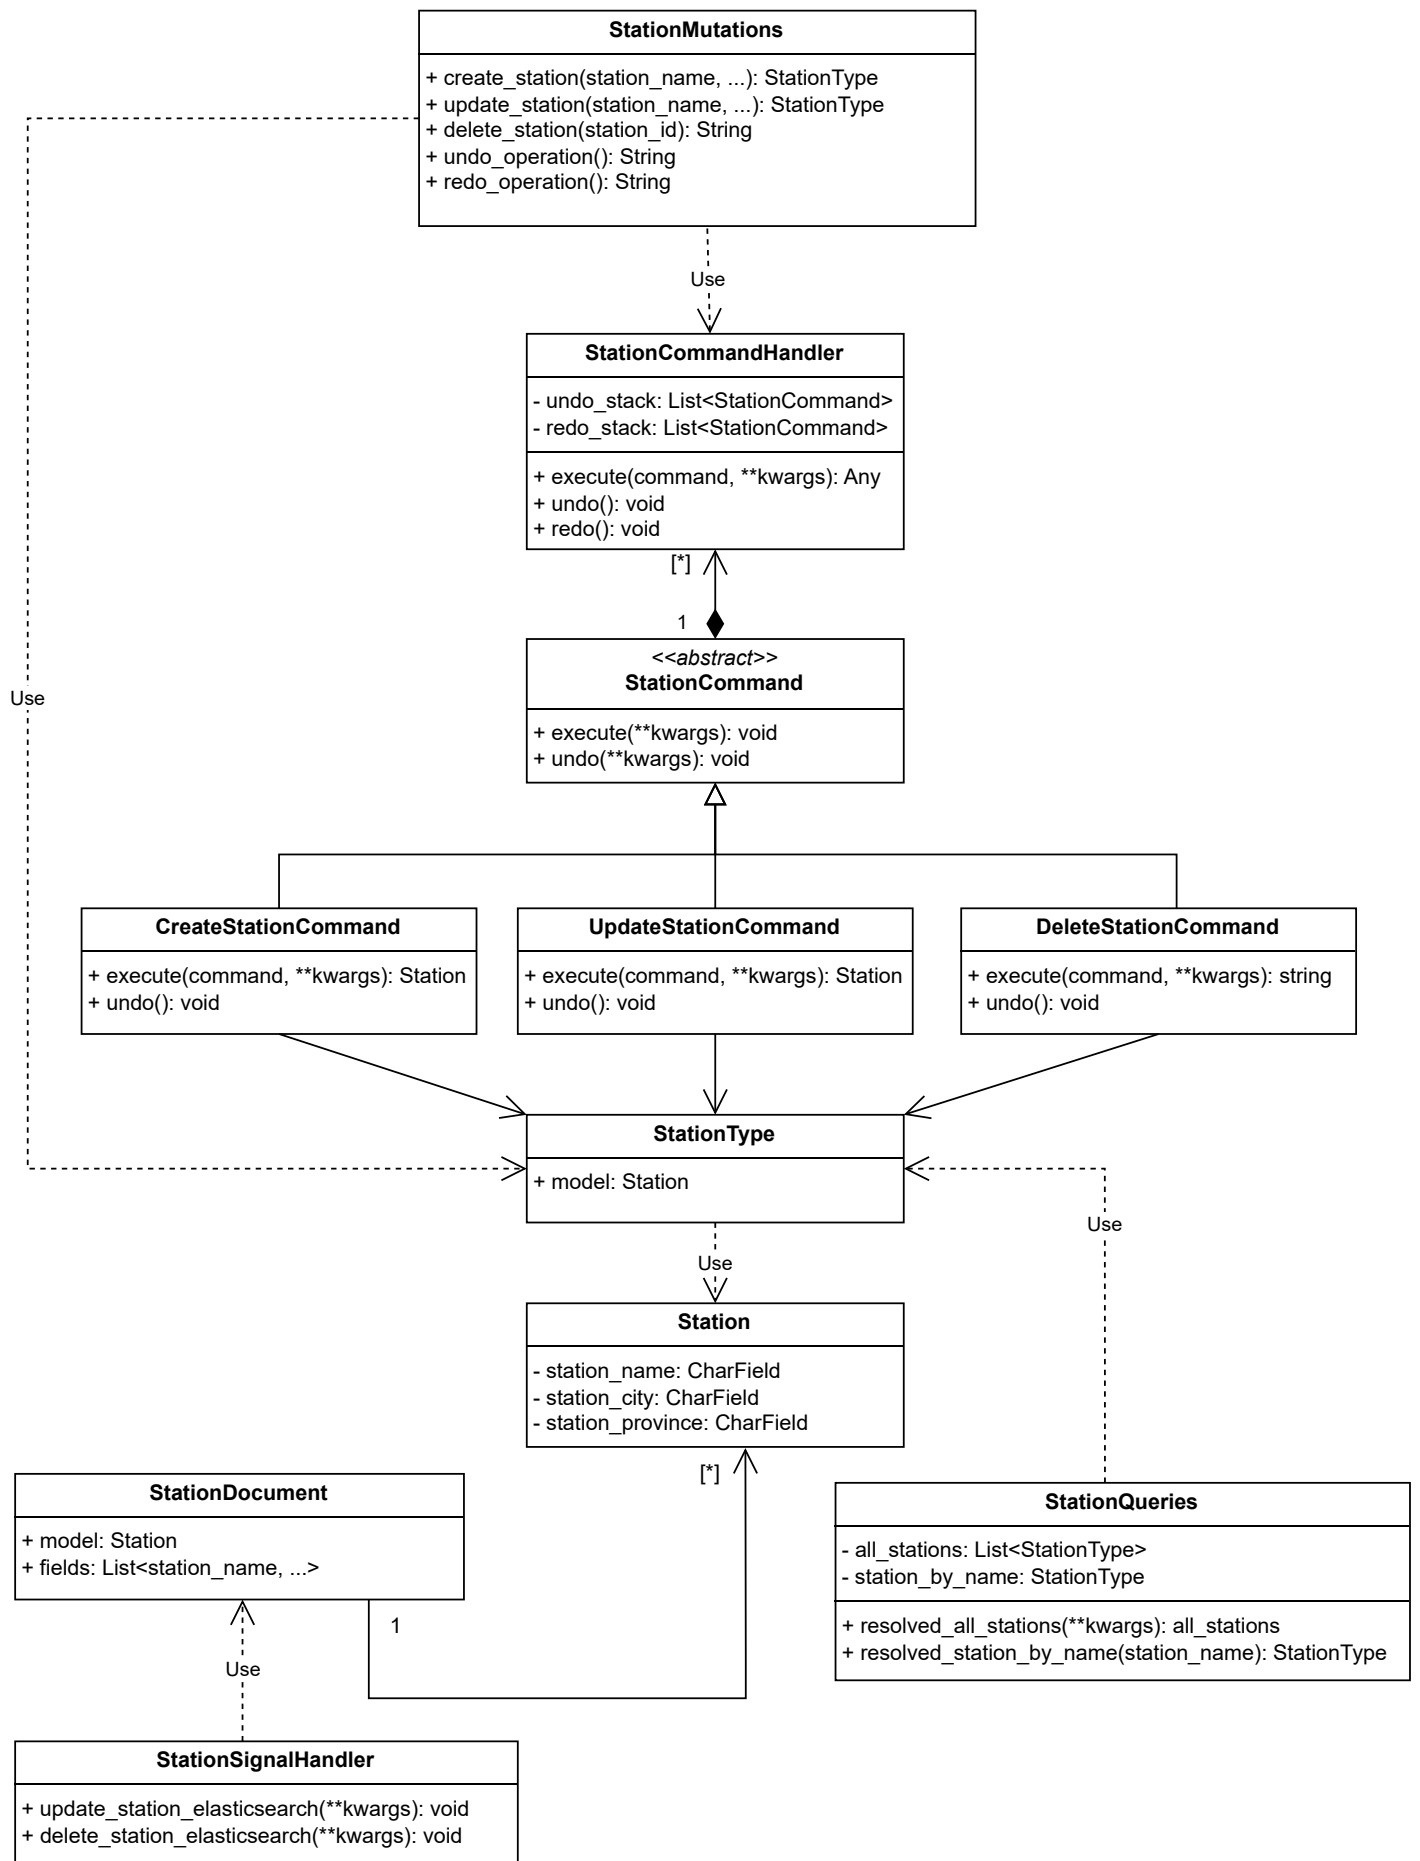 StationMutations
+ create_station(station_name, ...): StationType
+ update_station(station_name, ...): StationType
+ delete_station(station_id): String
+ undo_operation(): String
+ redo_operation(): String
Use
StationCommandHandler
- undo_stack: List<StationCommand>
- redo_stack: List<StationCommand>
+ execute(command, **kwargs): Any
+ undo(): void
+ redo(): void
[*]
1
<<abstract>>
StationCommand
+ execute(**kwargs): void
+ undo(**kwargs): void
Use
CreateStationCommand
+ execute(command, **kwargs): Station
+ undo(): void
UpdateStationCommand
+ execute(command, **kwargs): Station
+ undo(): void
DeleteStationCommand
+ execute(command, **kwargs): string
+ undo(): void
StationType
+ model: Station
Use
Use
Station
- station_name: CharField
- station_city: CharField
- station_province: CharField
[*]
StationDocument
+ model: Station
+ fields: List<station_name, ...>
1
Use
StationQueries
- all_stations: List<StationType>
- station_by_name: StationType
+ resolved_all_stations(**kwargs): all_stations
+ resolved_station_by_name(station_name): StationType
StationSignalHandler
+ update_station_elasticsearch(**kwargs): void
+ delete_station_elasticsearch(**kwargs): void